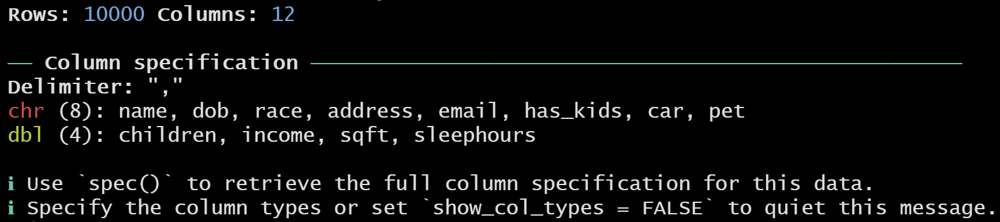 Rows: 10000 Columns: 12
── Column specification ─────────────────────────────────────────────────────
Delimiter: ","
chr (8): name, dob, race, address, email, has_kids, car, pet
dbl (4): children, income, sqft, sleephours
ℹ Use `spec()` to retrieve the full column specification for this data.
ℹ Specify the column types or set `show_col_types = FALSE` to quiet this message.